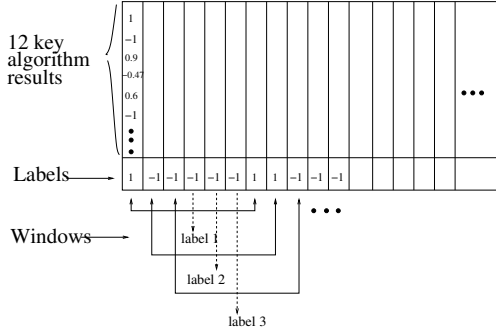 12 key
algorithm
results
1
−1
0.9
−0.47
0.6
−1
Labels
1 −1 −1 −1 −1 −1 1 1 −1 −1 −1
Windows
label 1
label 2
label 3